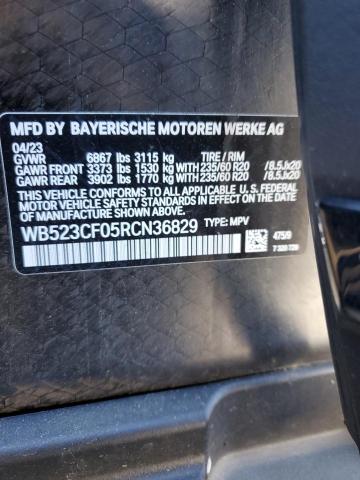 MFD BY BAYERISCHE MOTOREN WERKE AG
04/23
GVWR 6867 lbs 3115 kg TIRE / RIM
GAWR FRONT 3373 lbs 1530 kg WITH 235/60 R20 /8.5Jx20
GAWR REAR 3902 lbs 1770 kg WITH 235/60 R20 /8.5Jx20
THIS VEHICLE CONFORMS TO ALL APPLICABLE
U.S. FEDERAL MOTOR VEHICLE SAFETY
STANDARDS IN EFFECT ON THE DATE OF
MANUFACTURE SHOWN ABOVE.
WB523CF05RCN36829 TYPE: MPV
475/9